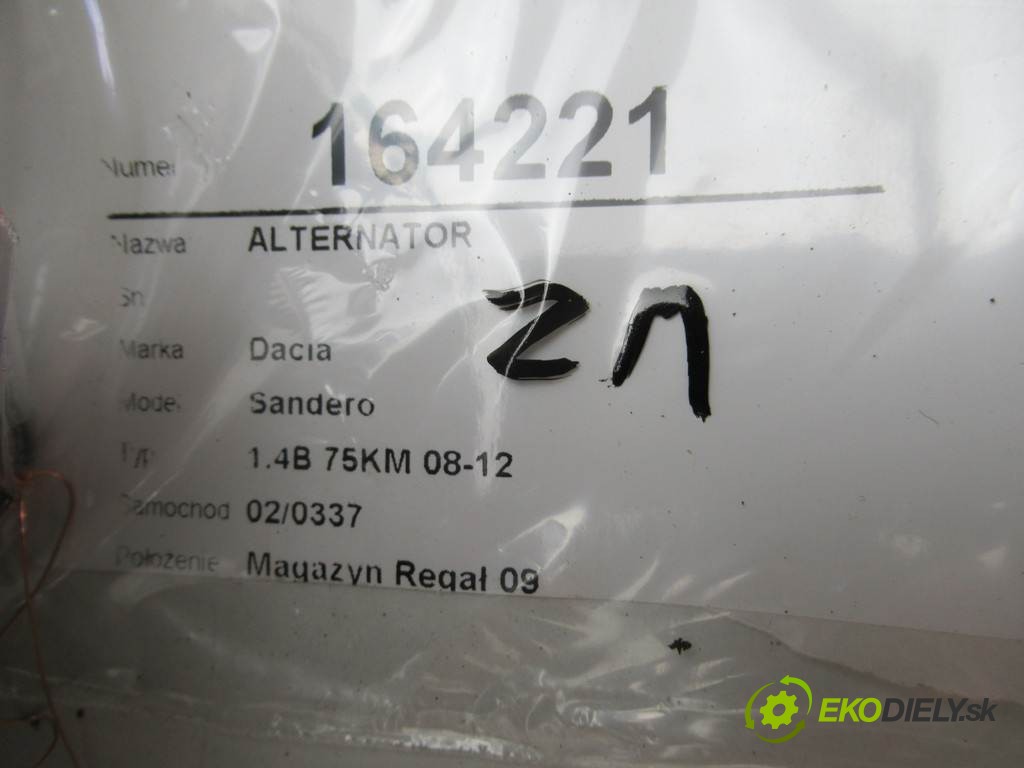 Numer 164221
Nazwa ALTERNATOR
Sn
Marka Dacia
Model Sandero
Typ 1.4B 75KM 08-12
Samochod 02/0337
Położenie Magazyn Regał 09
EKODIELY.sk